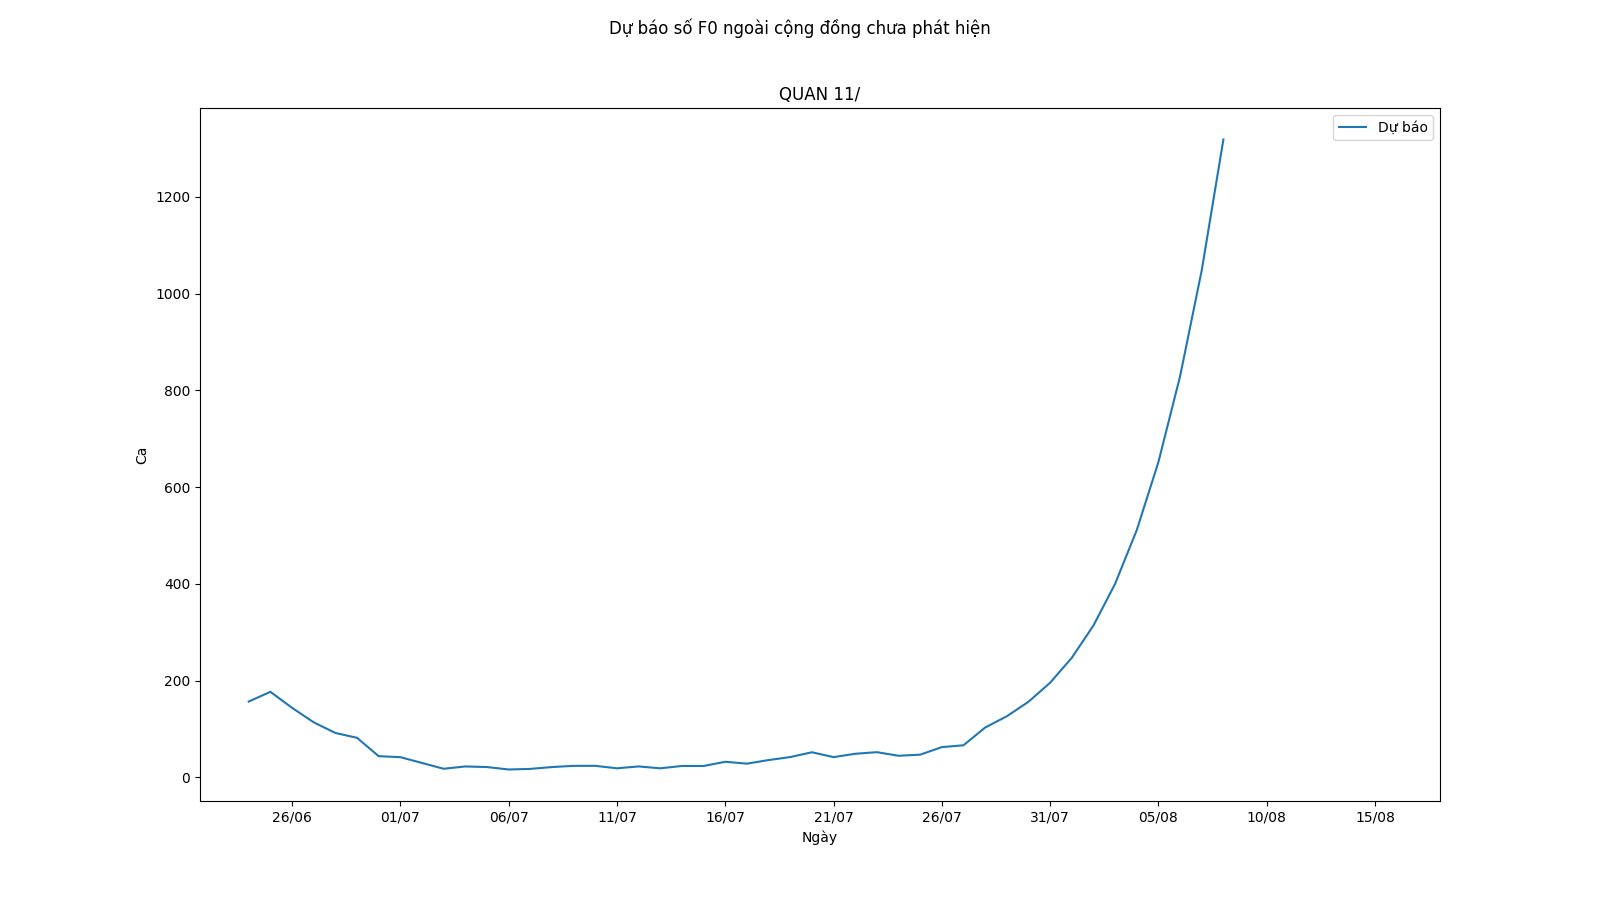 Dự báo số F0 ngoài cộng đồng chưa phát hiện
QUAN 11/
Dự báo
1200
1000
800
600
400
200
0
Ca
26/06 01/07 06/07 11/07 16/07 21/07 26/07 31/07 05/08 10/08 15/08
Ngày